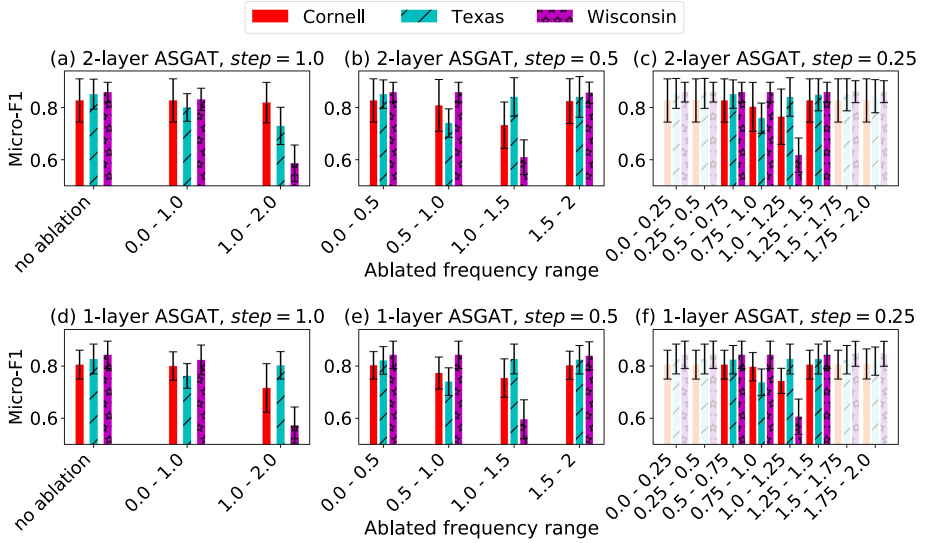 Cornell Texas Wisconsin
(a) 2-layer ASGAT, step = 1.0
(b) 2-layer ASGAT, step = 0.5
(c) 2-layer ASGAT, step = 0.25
Micro-F1
0.8
0.6
no ablation
0.0 - 1.0
1.0 - 2.0
0.0 - 0.5
0.5 - 1.0
1.0 - 1.5
1.5 - 2
0.0 - 0.25
0.25 - 0.5
0.5 - 0.75
0.75 - 1.0
1.0 - 1.25
1.25 - 1.5
1.5 - 1.75
1.75 - 2.0
Ablated frequency range
(d) 1-layer ASGAT, step = 1.0
(e) 1-layer ASGAT, step = 0.5
(f) 1-layer ASGAT, step = 0.25
Micro-F1
0.8
0.6
no ablation
0.0 - 1.0
1.0 - 2.0
0.0 - 0.5
0.5 - 1.0
1.0 - 1.5
1.5 - 2
0.0 - 0.25
0.25 - 0.5
0.5 - 0.75
0.75 - 1.0
1.0 - 1.25
1.25 - 1.5
1.5 - 1.75
1.75 - 2.0
Ablated frequency range